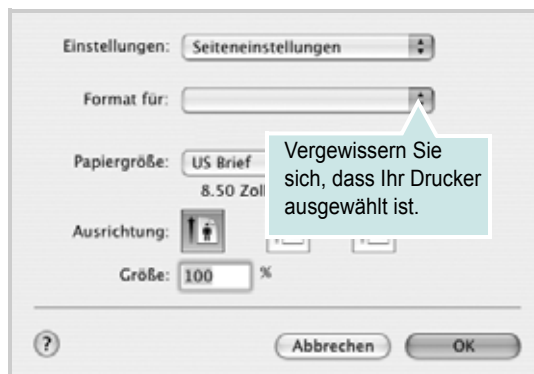 Einstellungen: Seiteneinstellungen
Format für:
Papiergröße: US Brief
8.50 Zoll
Vergewissern Sie
sich, dass Ihr Drucker
ausgewählt ist.
Ausrichtung:
Größe: 100 %
? Abbrechen OK